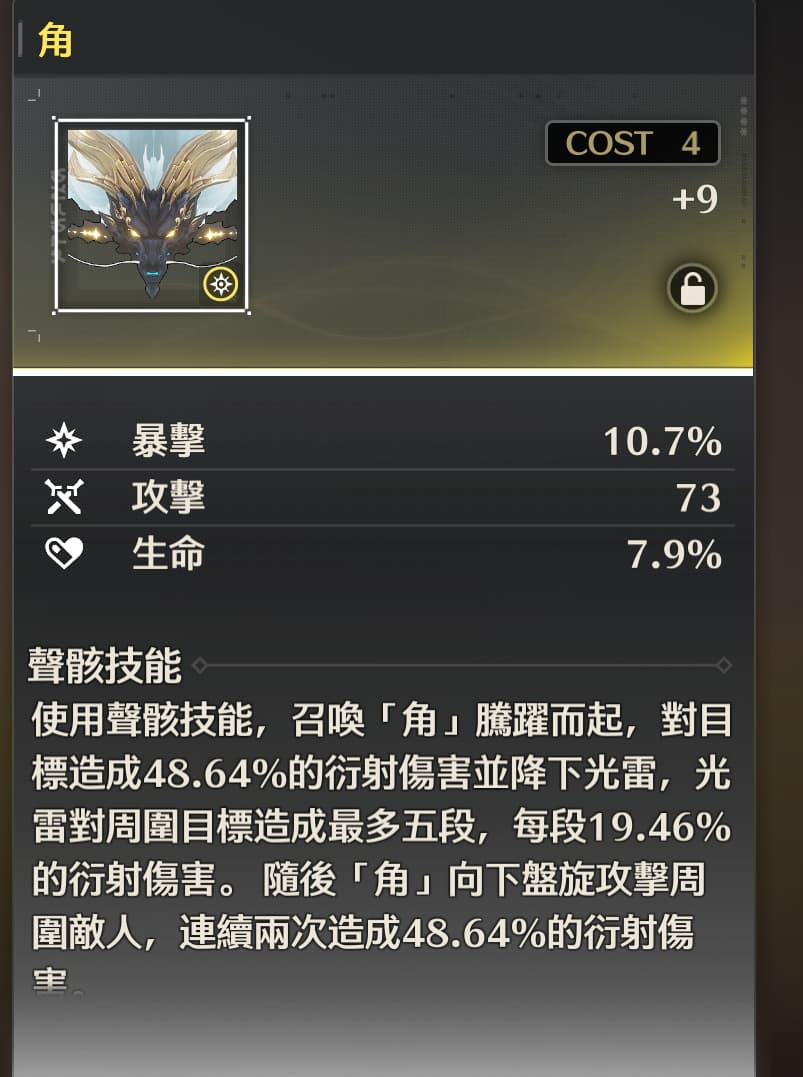 角
COST 4
+9
暴擊 10.7%
攻擊 73
生命 7.9%
聲骸技能
使用聲骸技能，召喚「角」騰躍而起，對目
標造成48.64%的衍射傷害並降下光雷，光
雷對周圍目標造成最多五段，每段19.46%
的衍射傷害。隨後「角」向下盤旋攻擊周
圍敵人，連續兩次造成48.64%的衍射傷
害。